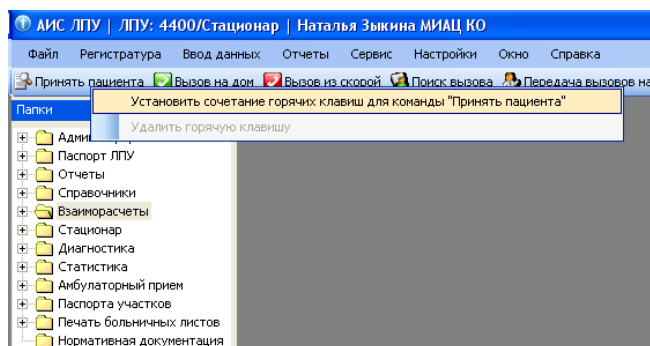 АИС ЛПУ | ЛПУ: 4400/Стационар | Наталья Зыкина МИАЦ КО
Файл Регистратура Ввод данных Отчеты Сервис Настройки Окно Справка
Принять пациента Вызов на дом Вызов из скорой Поиск вызова Передача вызовов на
Установить сочетание горячих клавиш для команды "Принять пациента"
Папки
Удалить горячую клавишу
Паспорт ЛПУ
Отчеты
Справочники
Взаиморасчеты
Стационар
Диагностика
Статистика
Амбулаторный прием
Паспорта участков
Печать больничных листов
Нормативная документация